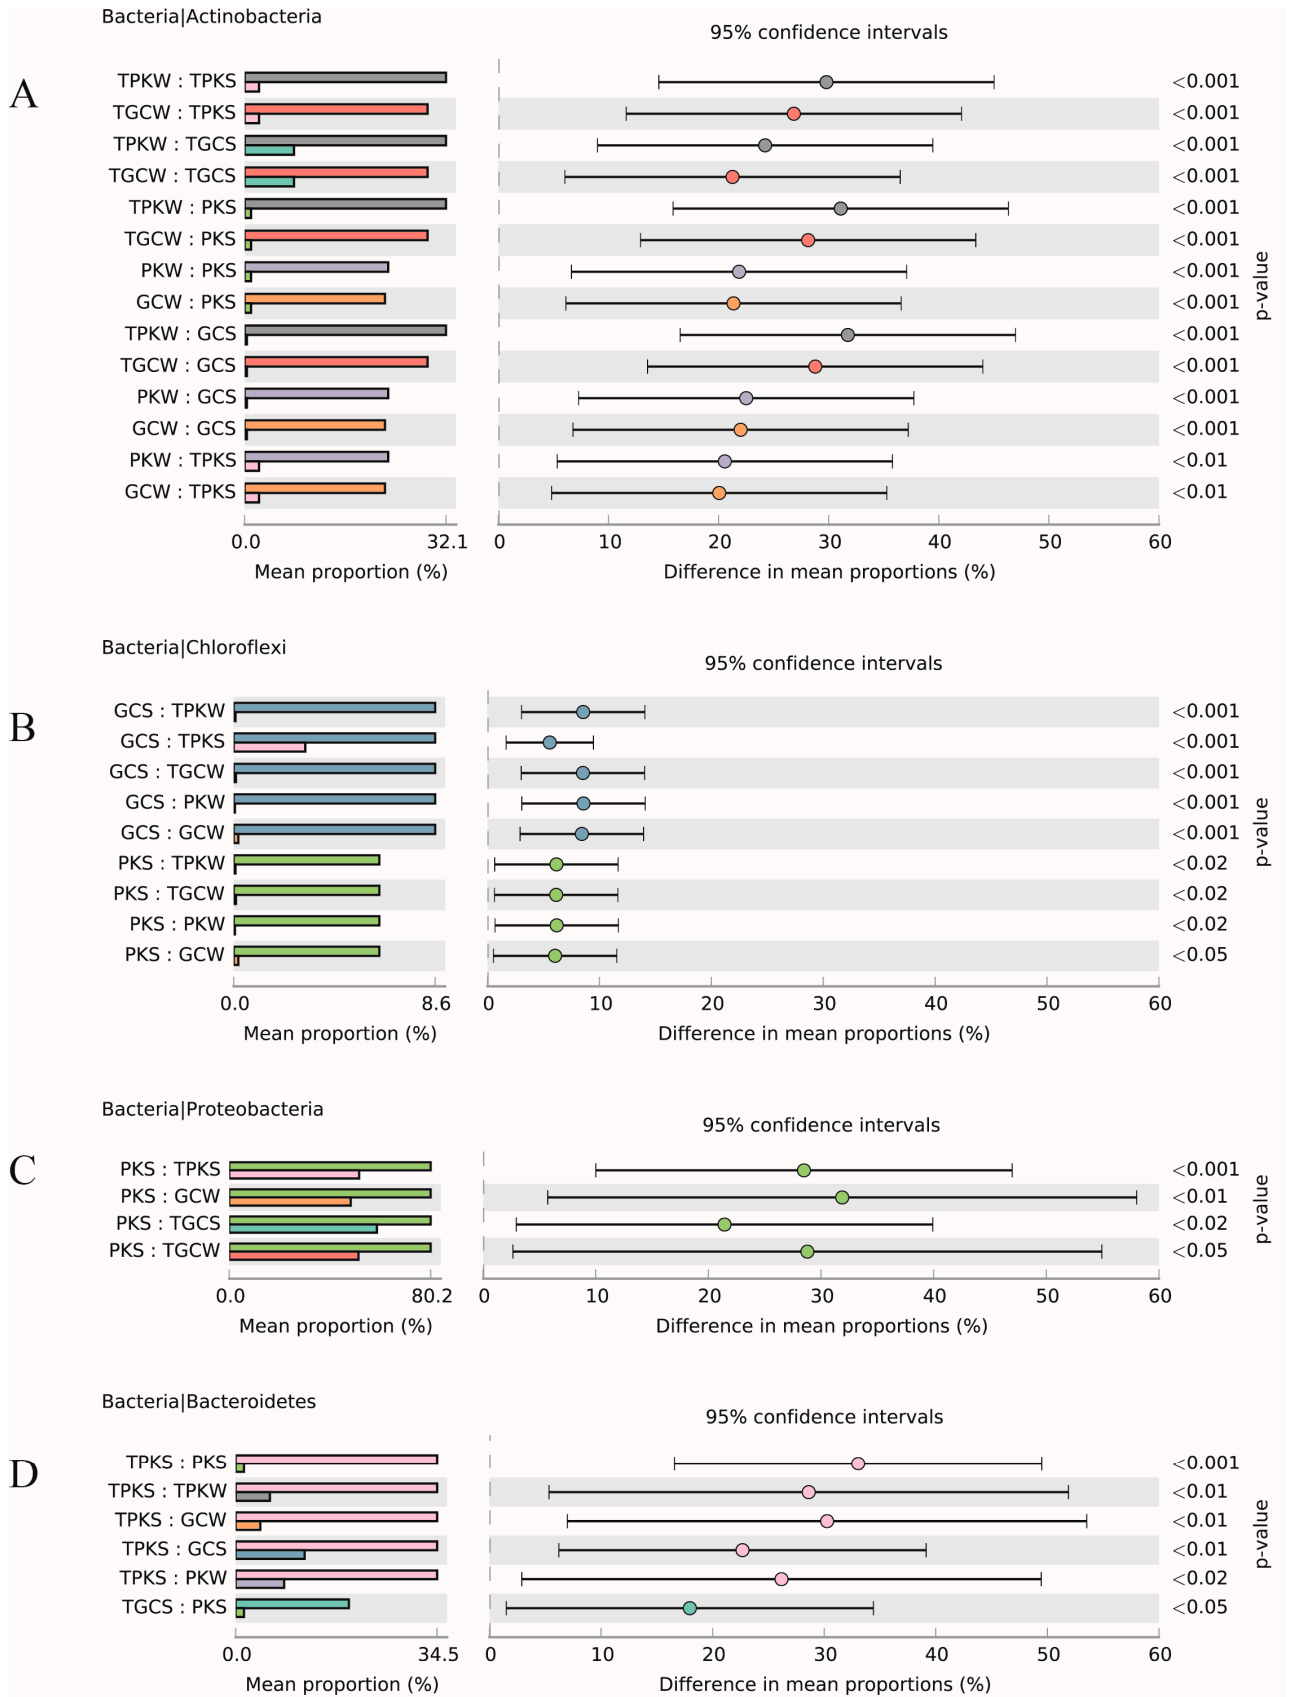 Bacteria|Actinobacteria
95% confidence intervals
A
TPKW : TPKS <0.001
TGCW : TPKS <0.001
TPKW : TGCS <0.001
TGCW : TGCS <0.001
TPKW : PKS <0.001
TGCW : PKS <0.001
PKW : PKS <0.001
GCW : PKS <0.001
TPKW : GCS <0.001
TGCW : GCS <0.001
PKW : GCS <0.001
GCW : GCS <0.001
PKW : TPKS <0.01
GCW : TPKS <0.01
p-value
0.0 32.1 0 10 20 30 40 50 60
Mean proportion (%) Difference in mean proportions (%)
Bacteria|Chloroflexi
95% confidence intervals
B
GCS : TPKW <0.001
GCS : TPKS <0.001
GCS : TGCW <0.001
GCS : PKW <0.001
GCS : GCW <0.001
PKS : TPKW <0.02
PKS : TGCW <0.02
PKS : PKW <0.02
PKS : GCW <0.05
p-value
0.0 8.6 0 10 20 30 40 50 60
Mean proportion (%) Difference in mean proportions (%)
Bacteria|Proteobacteria
95% confidence intervals
C
PKS : TPKS <0.001
PKS : GCW <0.01
PKS : TGCS <0.02
PKS : TGCW <0.05
p-value
0.0 80.2 0 10 20 30 40 50 60
Mean proportion (%) Difference in mean proportions (%)
Bacteria|Bacteroidetes
95% confidence intervals
D
TPKS : PKS <0.001
TPKS : TPKW <0.01
TPKS : GCW <0.01
TPKS : GCS <0.01
TPKS : PKW <0.02
TGCS : PKS <0.05
p-value
0.0 34.5 0 10 20 30 40 50 60
Mean proportion (%) Difference in mean proportions (%)